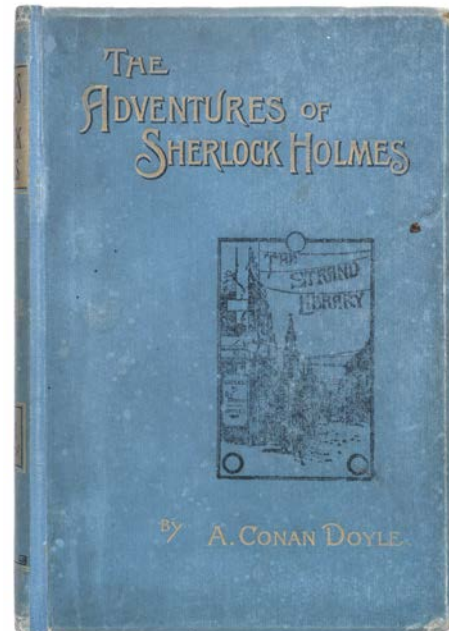 THE
ADVENTURES OF
SHERLOCK HOLMES
THE
STRAND
LIBRARY
BY A. CONAN DOYLE.